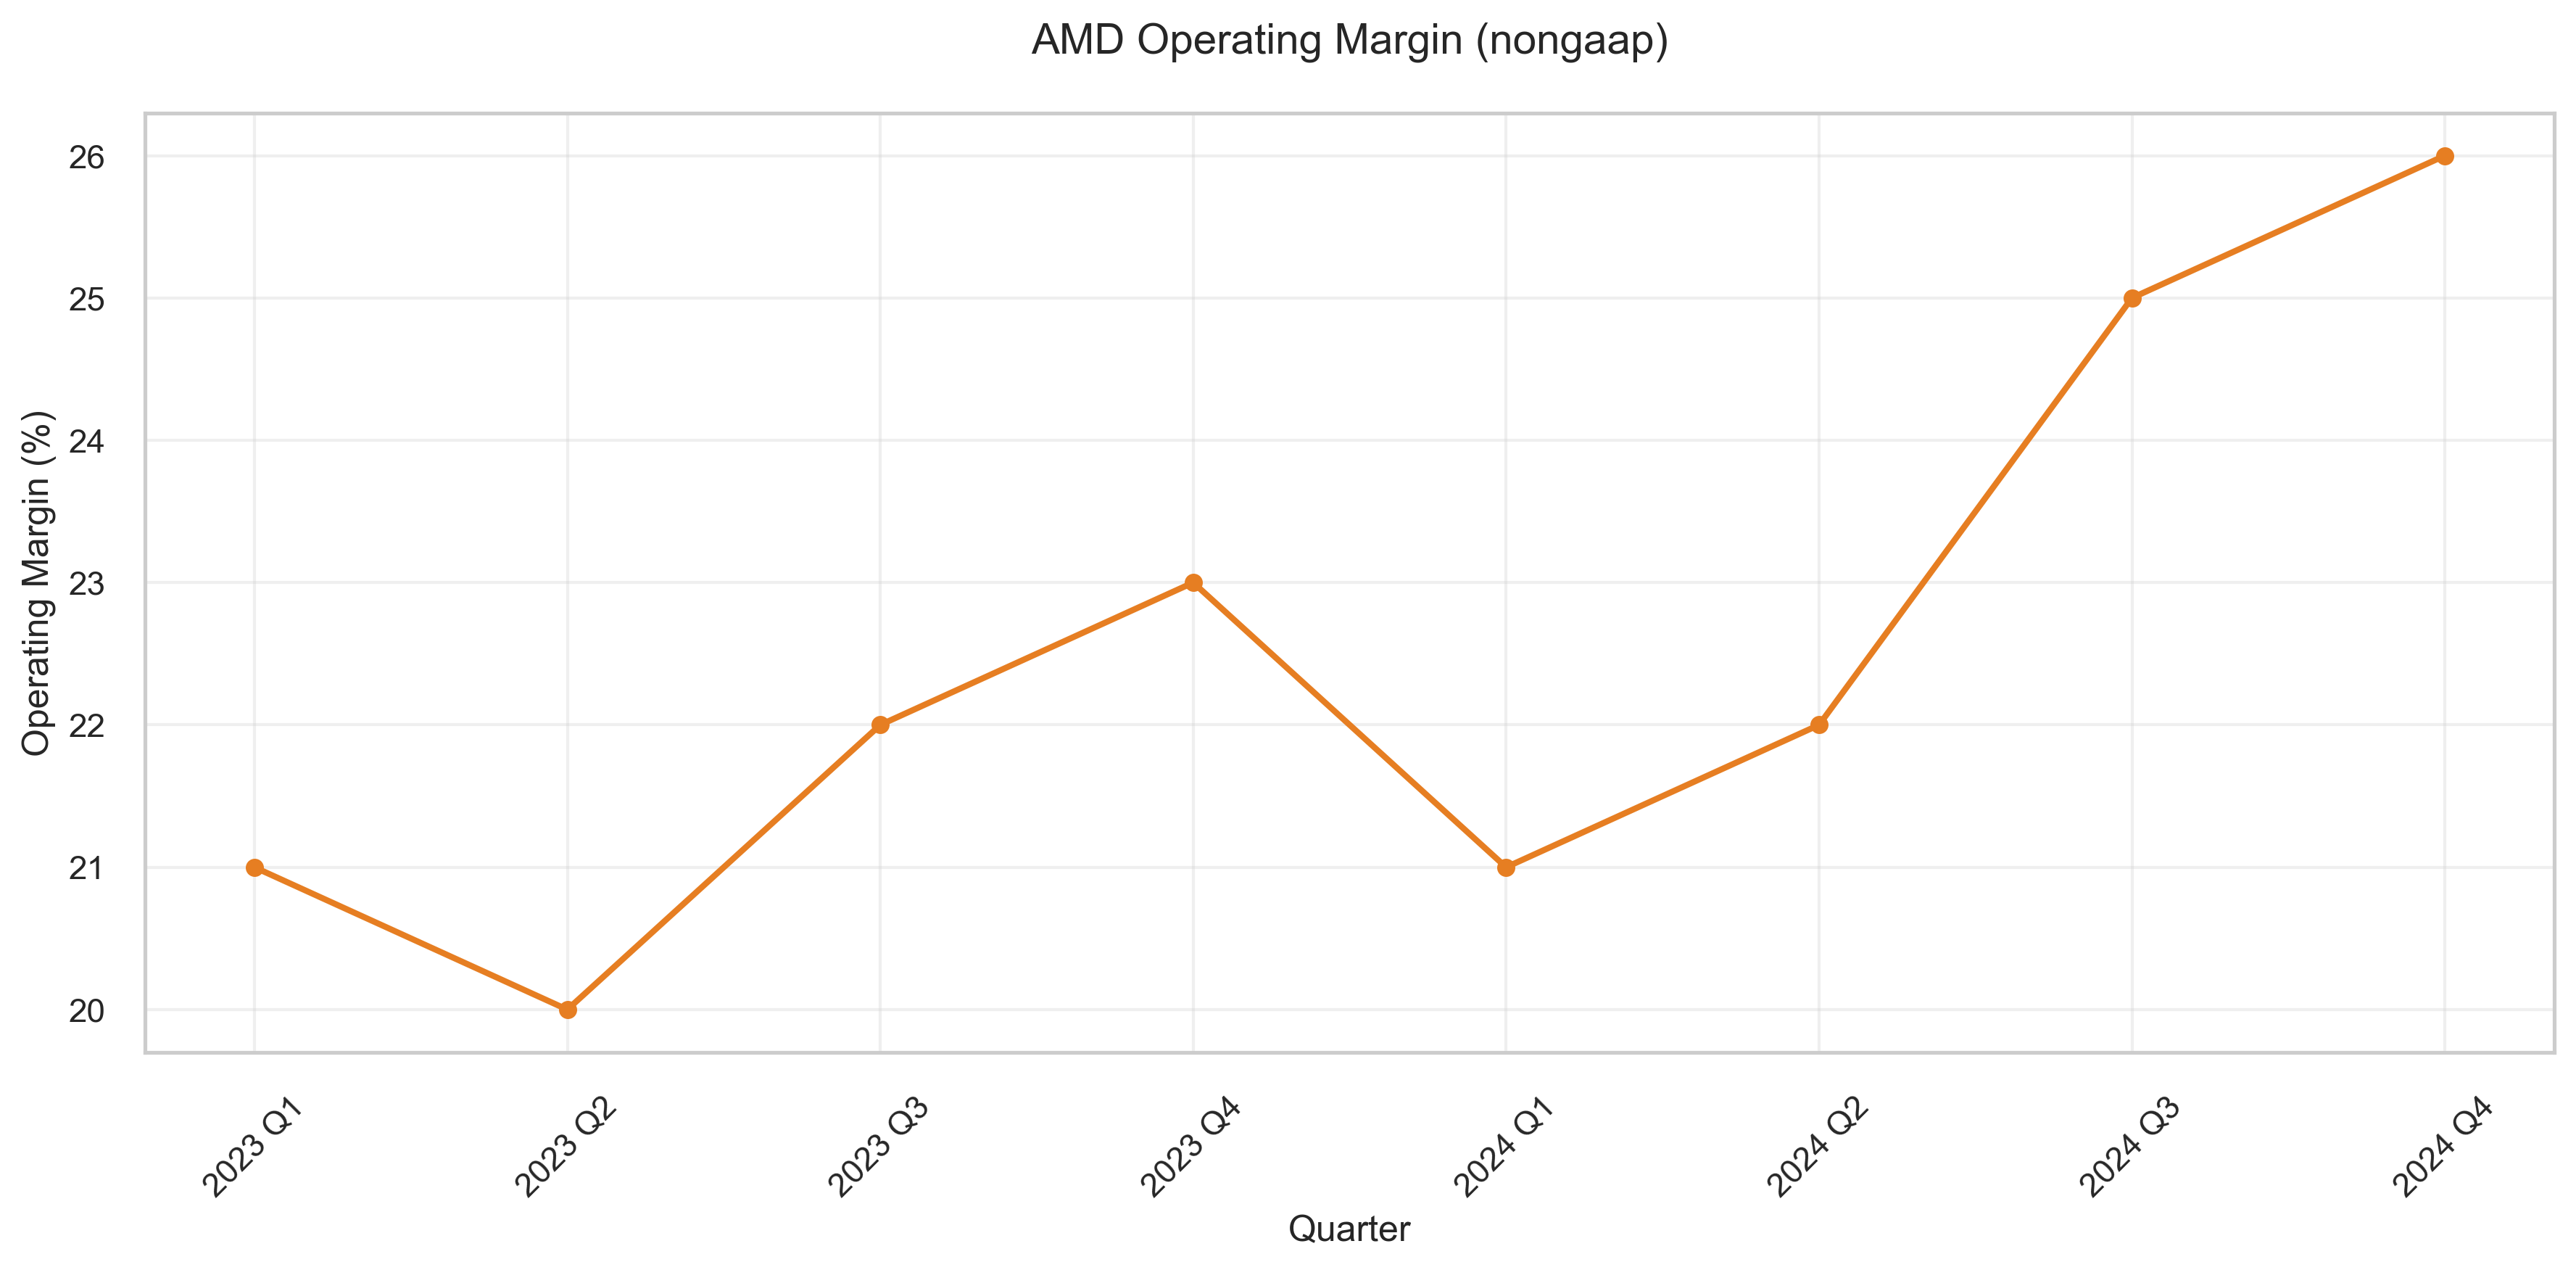 AMD Operating Margin (nongaap)
Operating Margin (%)
26
25
24
23
22
21
20
2023 Q1
2023 Q2
2023 Q3
2023 Q4
2024 Q1
2024 Q2
2024 Q3
2024 Q4
Quarter